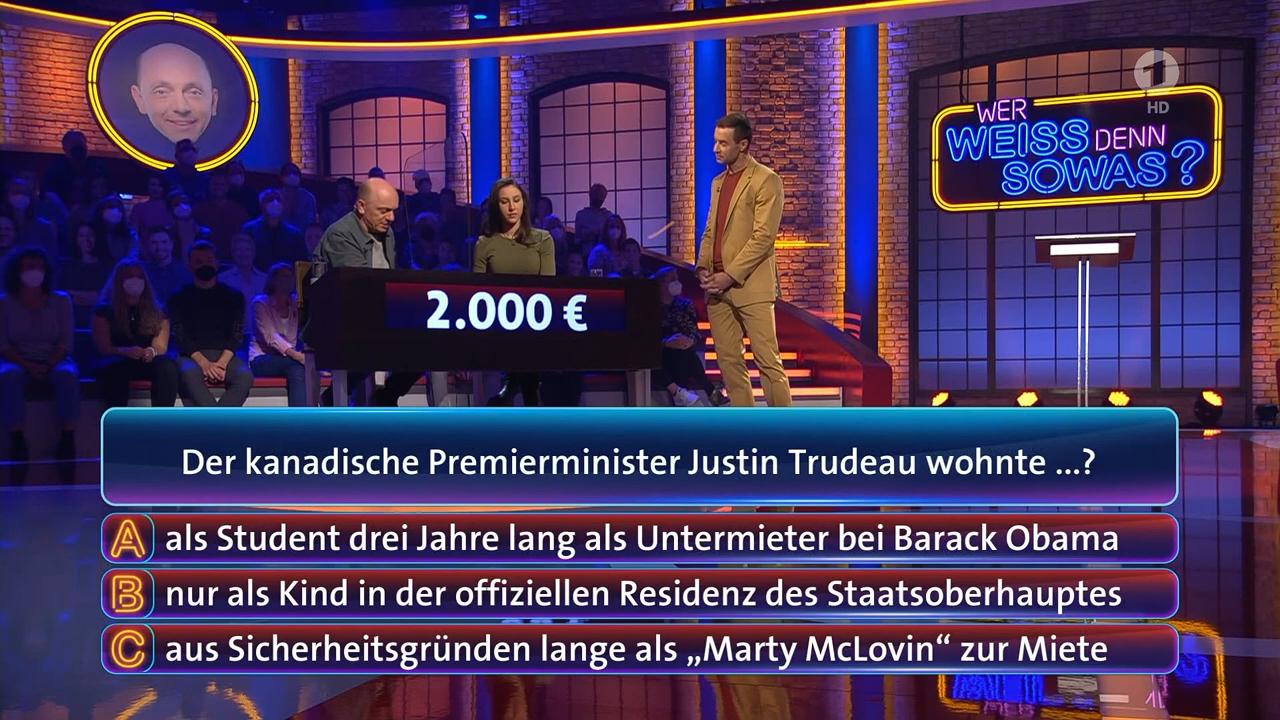 1
HD
WER
WEISS DENN
SOWAS?
2.000 €
Der kanadische Premierminister Justin Trudeau wohnte ...?
A als Student drei Jahre lang als Untermieter bei Barack Obama
B nur als Kind in der offiziellen Residenz des Staatsoberhauptes
C aus Sicherheitsgründen lange als „Marty McLovin“ zur Miete